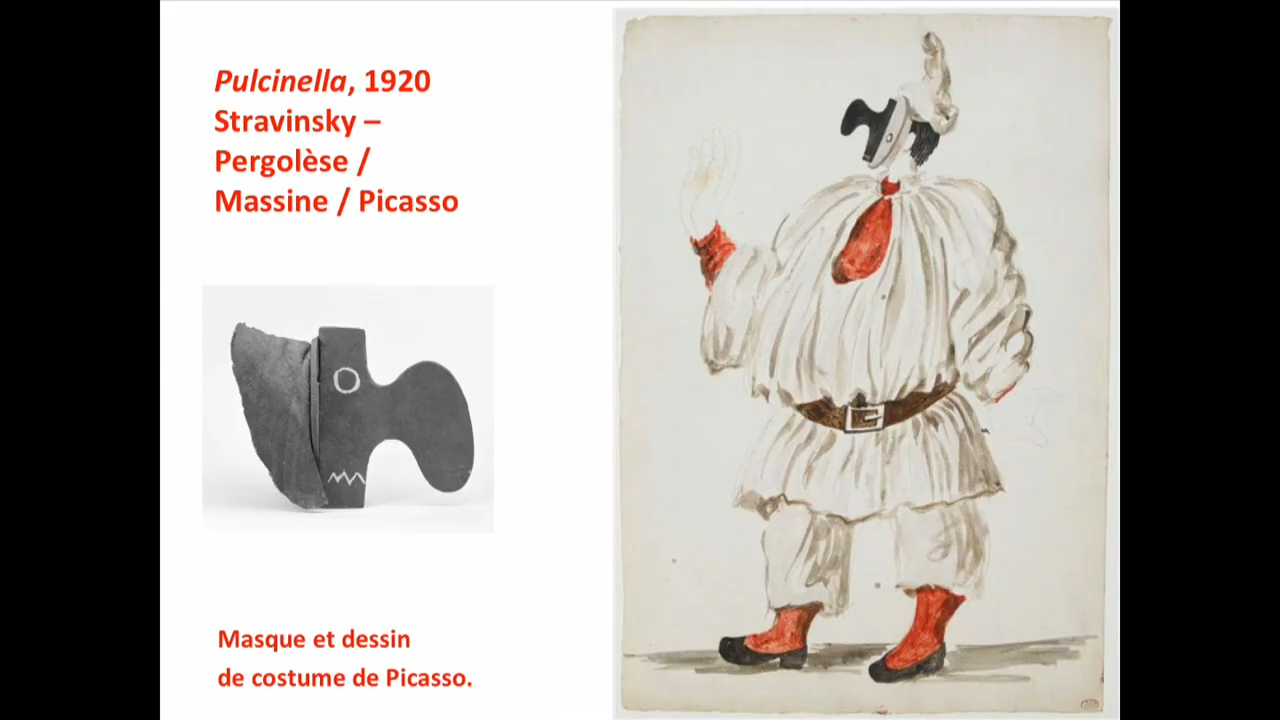 Pulcinella, 1920
Stravinsky –
Pergolèse /
Massine / Picasso
Masque et dessin
de costume de Picasso.